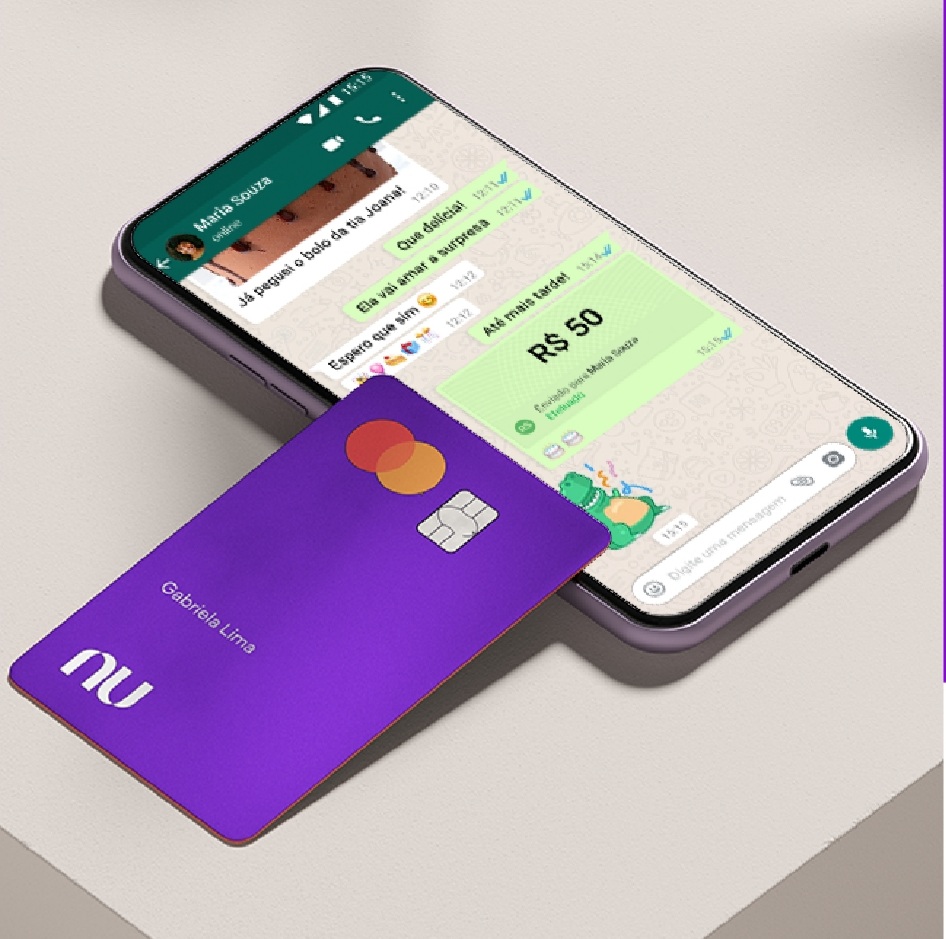 15:15
Maria Souza
online
Já peguei o bolo da tia Joana!
12:10
Que delícia! 12:11
Ela vai amar a surpresa 12:11
Espero que sim 12:12
12:12
Até mais tarde! 15:14
R$ 50
Enviado para Maria Souza
Efetuado
15:15
15:15
Digite uma mensagem
Gabriela Lima
nu